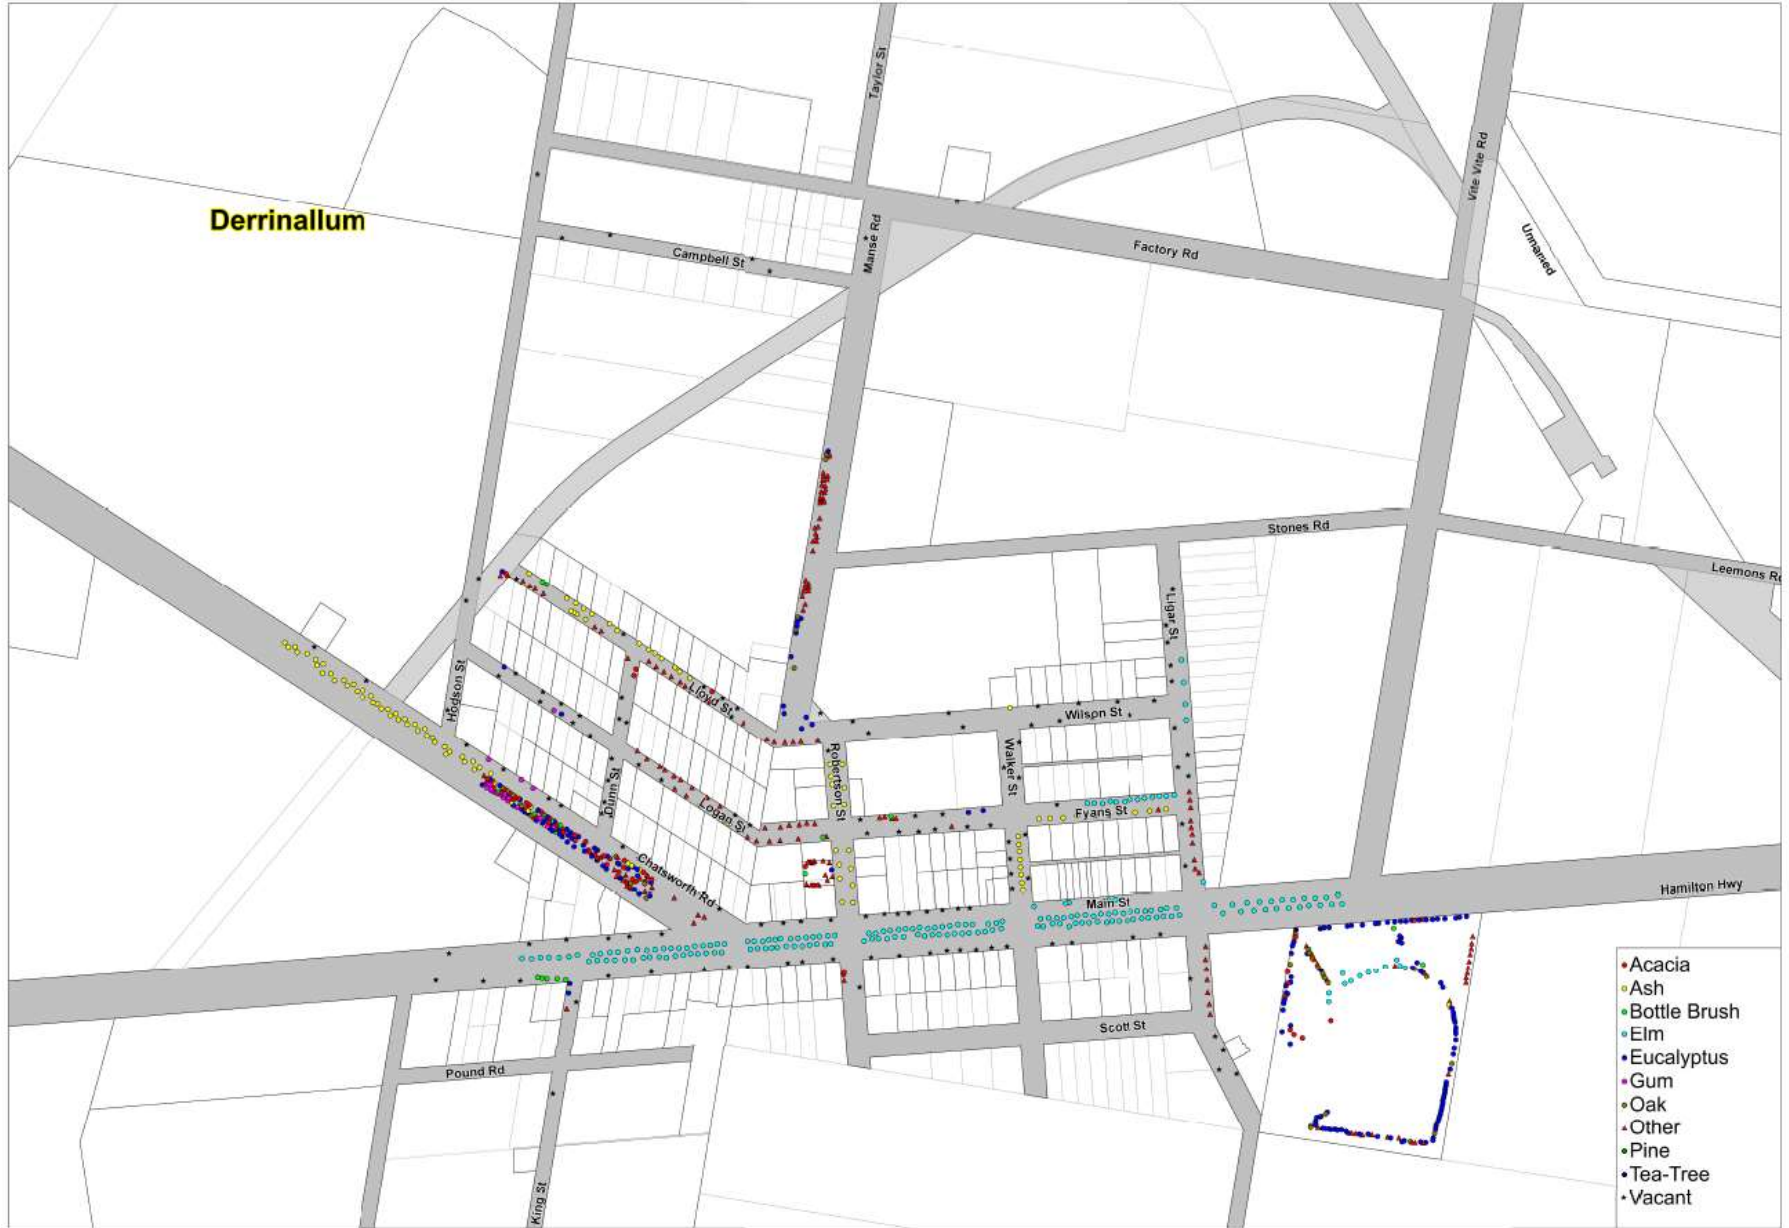 Taylor St
Vite Vite Rd
Derrinallum
Manse Rd
Unnamed
Campbell St
Factory Rd
Stones Rd
Leemons Rd
Ligar St
Hodson St
Lloyd St
Wilson St
Robertson St
Walker St
Dunn St
Logan St
Fyans St
Chatsworth Rd
Main St
Hamilton Hwy
Scott St
Pound Rd
King St
Acacia
Ash
Bottle Brush
Elm
Eucalyptus
Gum
Oak
Other
Pine
Tea-Tree
Vacant